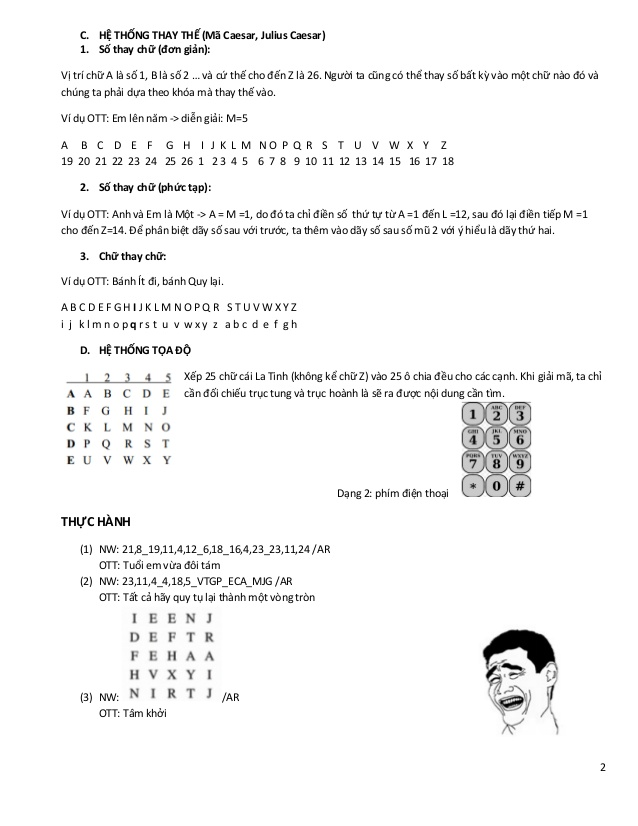 C. HỆ THỐNG THAY THẾ (Mã Caesar, Julius Caesar)
1. Số thay chữ (đơn giản):
Vị trí chữ A là số 1, B là số 2 ... và cứ thế cho đến Z là 26. Người ta cũng có thể thay số bất kỳ vào một chữ nào đó và
chúng ta phải dựa theo khóa mà thay thế vào.
Ví dụ OTT: Em lên năm -> diễn giải: M=5
A B C D E F G H I J K L M N O P Q R S T U V W X Y Z
19 20 21 22 23 24 25 26 1 2 3 4 5 6 7 8 9 10 11 12 13 14 15 16 17 18
2. Số thay chữ (phức tạp):
Ví dụ OTT: Anh và Em là Một -> A = M =1, do đó ta chỉ điền số thứ tự từ A =1 đến L =12, sau đó lại điền tiếp M =1
cho đến Z=14. Để phân biệt dãy số sau với trước, ta thêm vào dãy số sau số mũ 2 với ý hiểu là dãy thứ hai.
3. Chữ thay chữ:
Ví dụ OTT: Bánh Ít đi, bánh Quy lại.
A B C D E F G H I J K L M N O P Q R S T U V W X Y Z
i j k l m n o p q r s t u v w x y z a b c d e f g h
D. HỆ THỐNG TỌA ĐỘ
1 2 3 4 5
A A B C D E
B F G H I J
C K L M N O
D P Q R S T
E U V W X Y
Xếp 25 chữ cái La Tinh (không kể chữ Z) vào 25 ô chia đều cho các cạnh. Khi giải mã, ta chỉ
cần đối chiếu trục tung và trục hoành là sẽ ra được nội dung cần tìm.
1 ABC 2 DEF 3
GHI 4 JKL 5 MNO 6
PQRS 7 TUV 8 WXYZ 9
* 0 #
Dạng 2: phím điện thoại
THỰC HÀNH
(1) NW: 21,8_19,11,4,12_6,18_16,4,23_23,11,24 /AR
OTT: Tuổi em vừa đôi tám
(2) NW: 23,11,4_4,18,5_VTGP_ECA_MJG /AR
OTT: Tất cả hãy quy tụ lại thành một vòng tròn
I E E N J
D E F T R
F E H A A
H V X Y I
(3) NW: N I R T J /AR
OTT: Tâm khởi
2